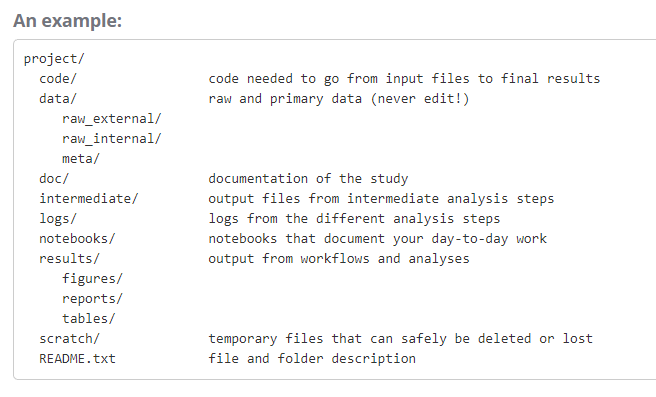 An example:
project/
code/ code needed to go from input files to final results
data/ raw and primary data (never edit!)
raw_external/
raw_internal/
meta/
doc/ documentation of the study
intermediate/ output files from intermediate analysis steps
logs/ logs from the different analysis steps
notebooks/ notebooks that document your day-to-day work
results/ output from workflows and analyses
figures/
reports/
tables/
scratch/ temporary files that can safely be deleted or lost
README.txt file and folder description